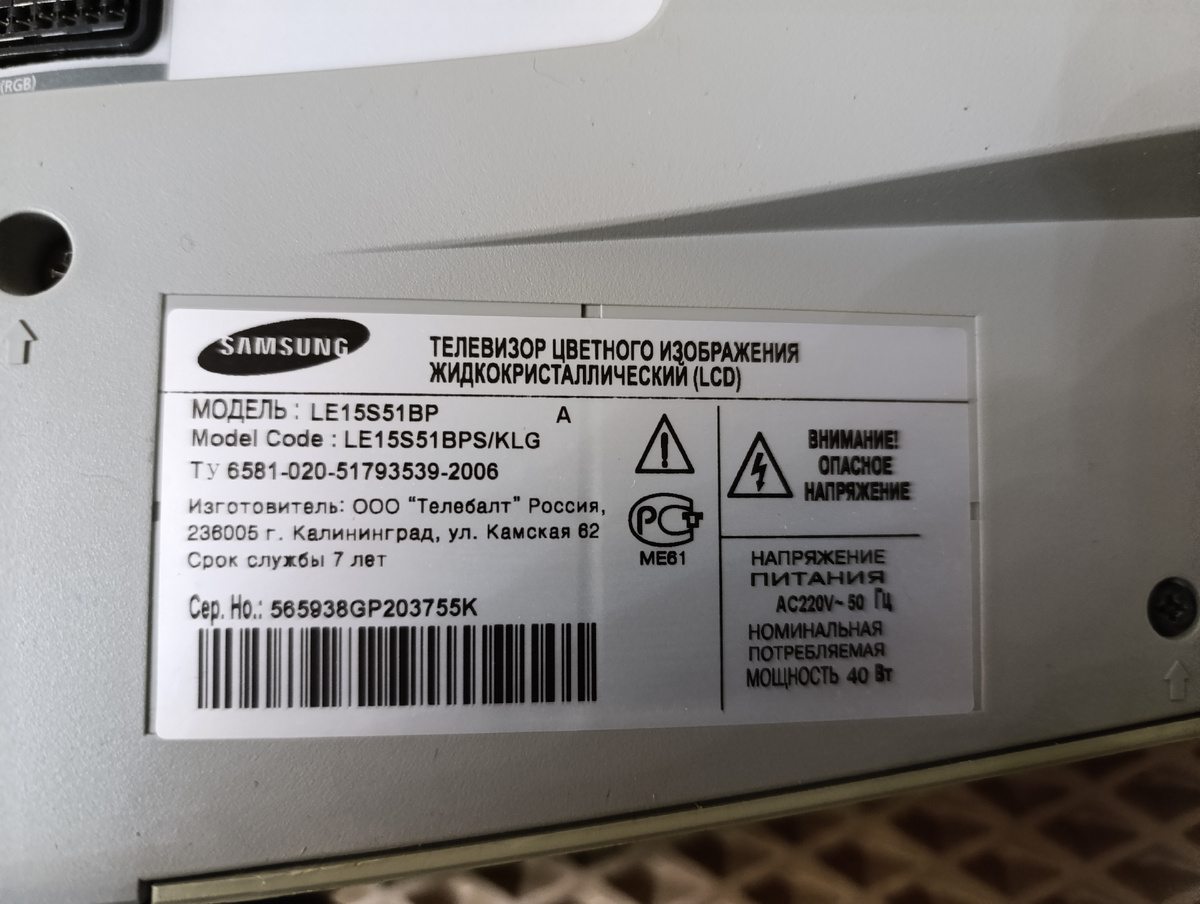 (RGB)
SAMSUNG
ТЕЛЕВИЗОР ЦВЕТНОГО ИЗОБРАЖЕНИЯ
ЖИДКОКРИСТАЛЛИЧЕСКИЙ (LCD)
МОДЕЛЬ : LE15S51BP A
Model Code : LE15S51BPS/KLG
ТУ 6581-020-51793539-2006
Изготовитель: ООО “Телебалт” Россия,
236005 г. Калининград, ул. Камская 62
Срок службы 7 лет
Сер. Но.: 565938GP203755K
РСТ
ME61
ВНИМАНИЕ!
ОПАСНОЕ
НАПРЯЖЕНИЕ
НАПРЯЖЕНИЕ
ПИТАНИЯ
AC220V~ 50 Гц
НОМИНАЛЬНАЯ
ПОТРЕБЛЯЕМАЯ
МОЩНОСТЬ 40 Вт